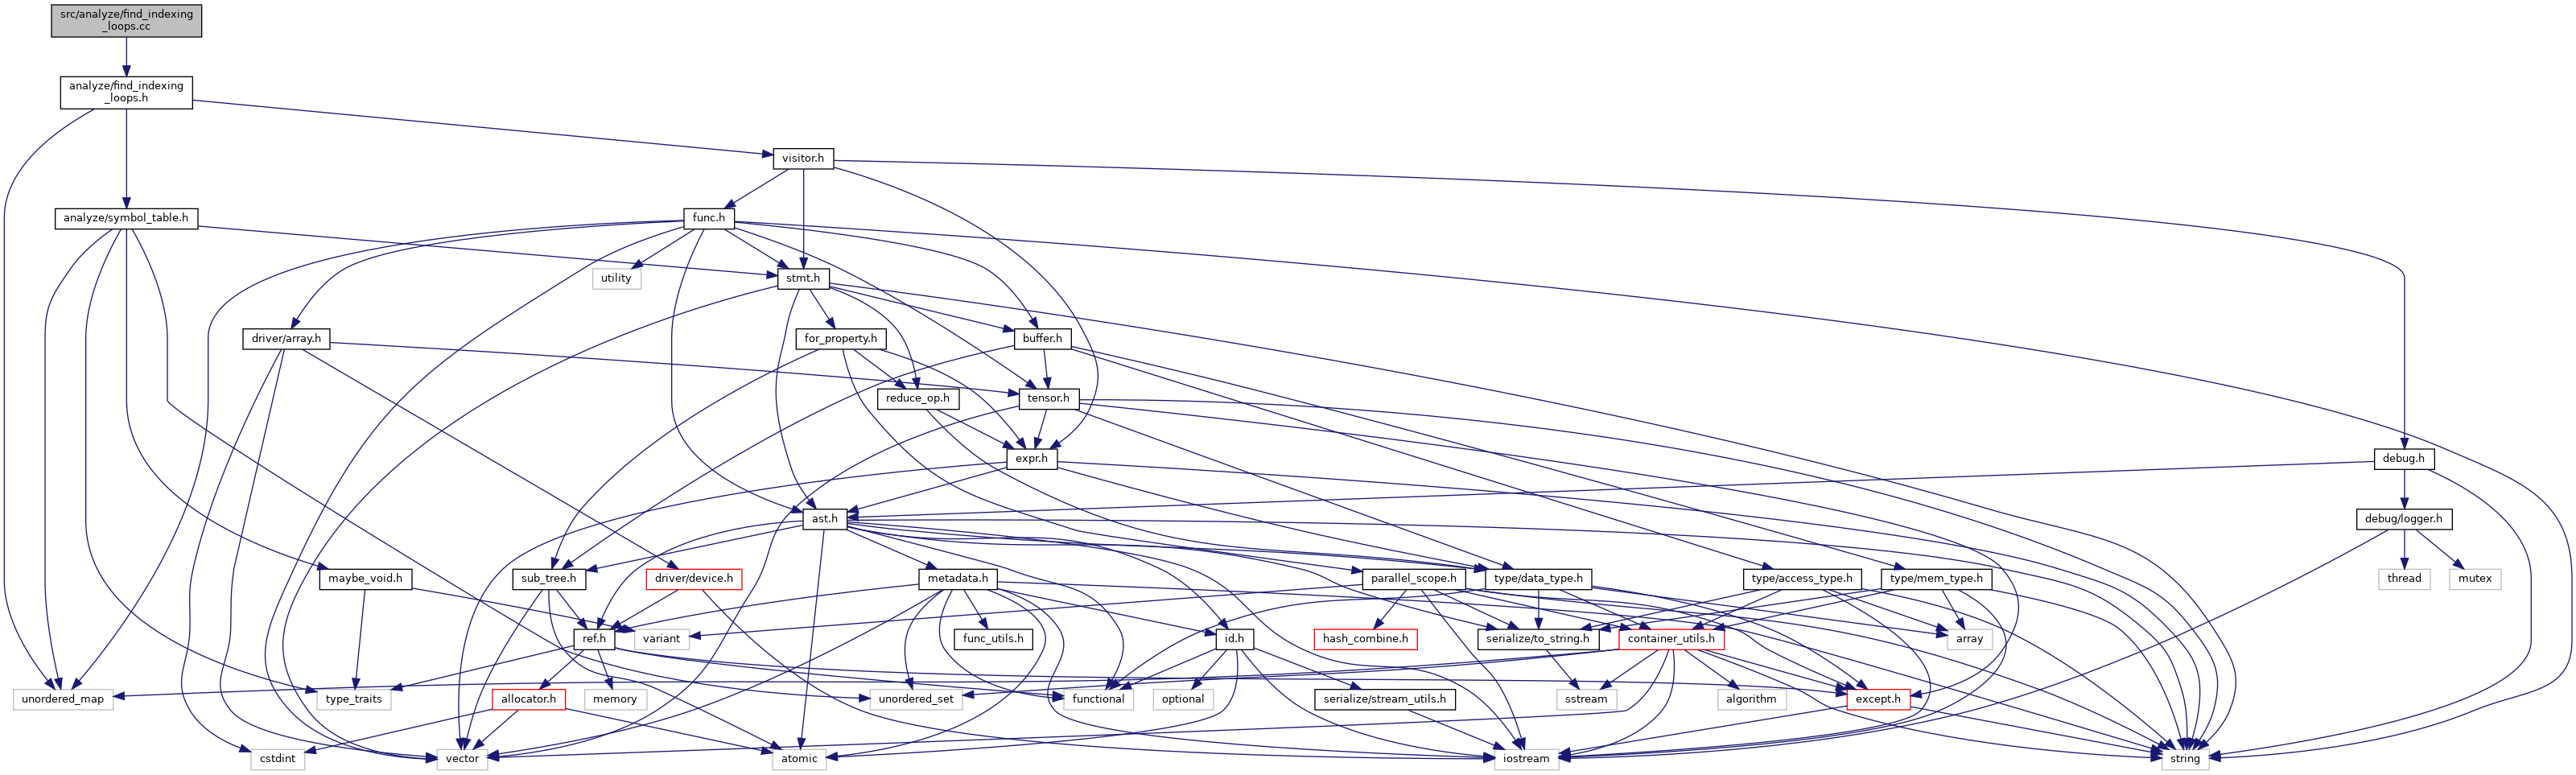 src/analyze/find_indexing
_loops.cc
analyze/find_indexing
_loops.h
visitor.h
analyze/symbol_table.h
func.h
utility
stmt.h
driver/array.h
for_property.h
buffer.h
reduce_op.h
tensor.h
expr.h
debug.h
ast.h
debug/logger.h
maybe_void.h
sub_tree.h
driver/device.h
metadata.h
parallel_scope.h
type/data_type.h
type/access_type.h
type/mem_type.h
thread
mutex
ref.h
variant
func_utils.h
id.h
hash_combine.h
serialize/to_string.h
container_utils.h
array
unordered_map
type_traits
allocator.h
memory
unordered_set
functional
optional
serialize/stream_utils.h
sstream
algorithm
except.h
cstdint
vector
atomic
iostream
string